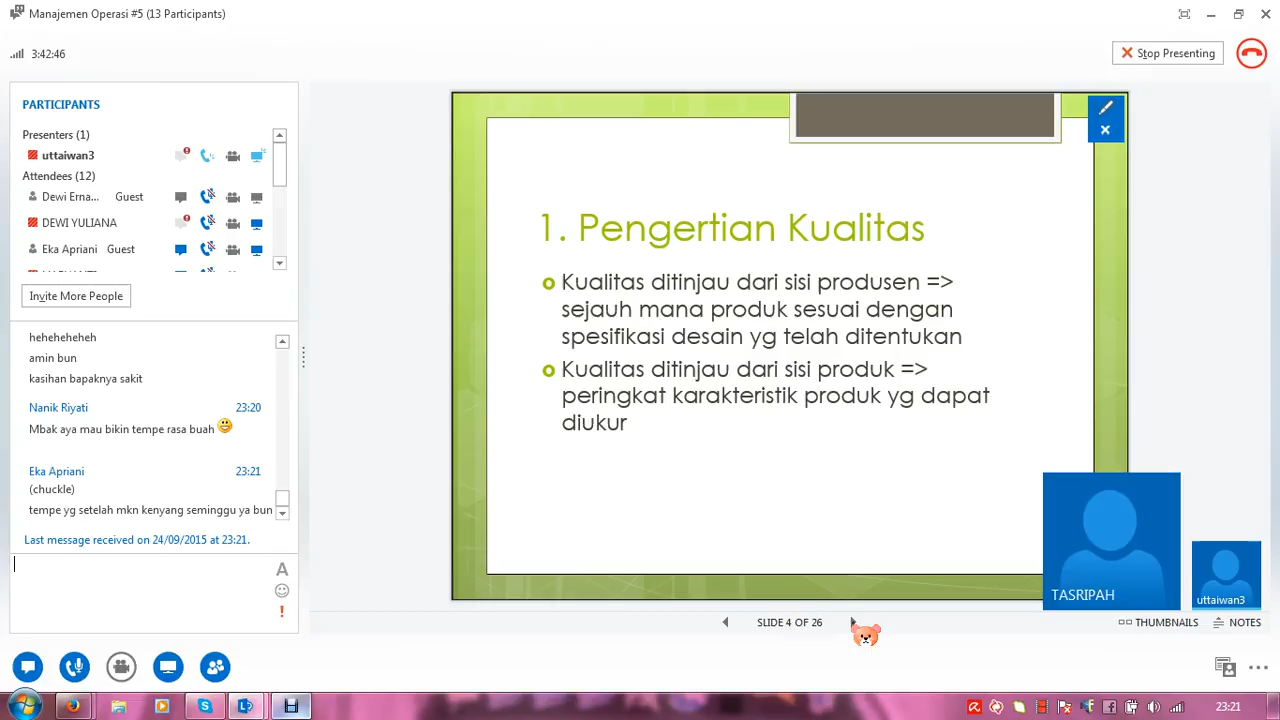 Manajemen Operasi #5 (13 Participants)
3:42:46
Stop Presenting
PARTICIPANTS
Presenters (1)
uttaiwan3
Attendees (12)
Dewi Erna... Guest
DEWI YULIANA
Eka Apriani Guest
Invite More People
heheheheheh
amin bun
kasihan bapaknya sakit
Nanik Riyati 23:20
Mbak aya mau bikin tempe rasa buah
Eka Apriani 23:21
(chuckle)
tempe yg setelah mkn kenyang seminggu ya bun
Last message received on 24/09/2015 at 23:21.
A
1. Pengertian Kualitas
Kualitas ditinjau dari sisi produsen =>
sejauh mana produk sesuai dengan
spesifikasi desain yg telah ditentukan
Kualitas ditinjau dari sisi produk =>
peringkat karakteristik produk yg dapat
diukur
TASRIPAH
uttaiwan3
SLIDE 4 OF 26
THUMBNAILS
NOTES
23:21